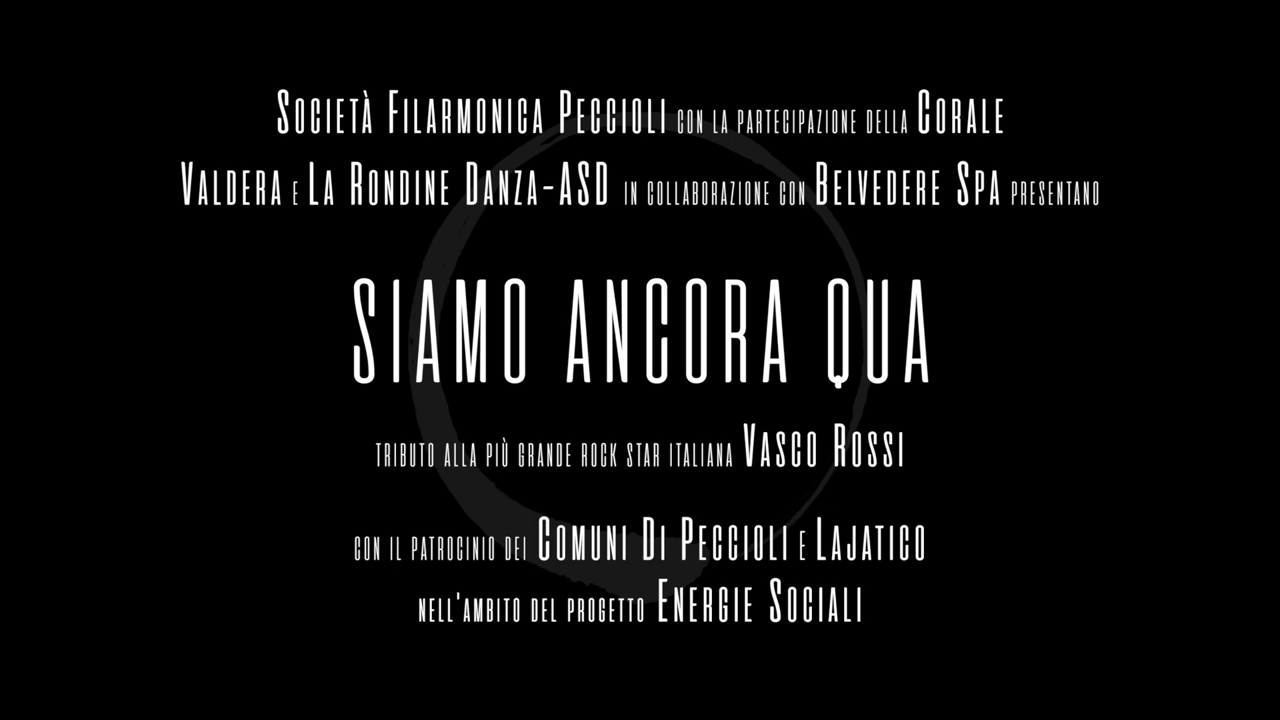 Società Filarmonica Peccioli con la partecipazione della Corale
Valdera e La Rondine Danza-ASD in collaborazione con Belvedere Spa presentano
SIAMO ANCORA QUA
tributo alla più grande rock star italiana Vasco Rossi
con il patrocinio dei Comuni Di Peccioli e Lajatico
nell'ambito del progetto Energie Sociali